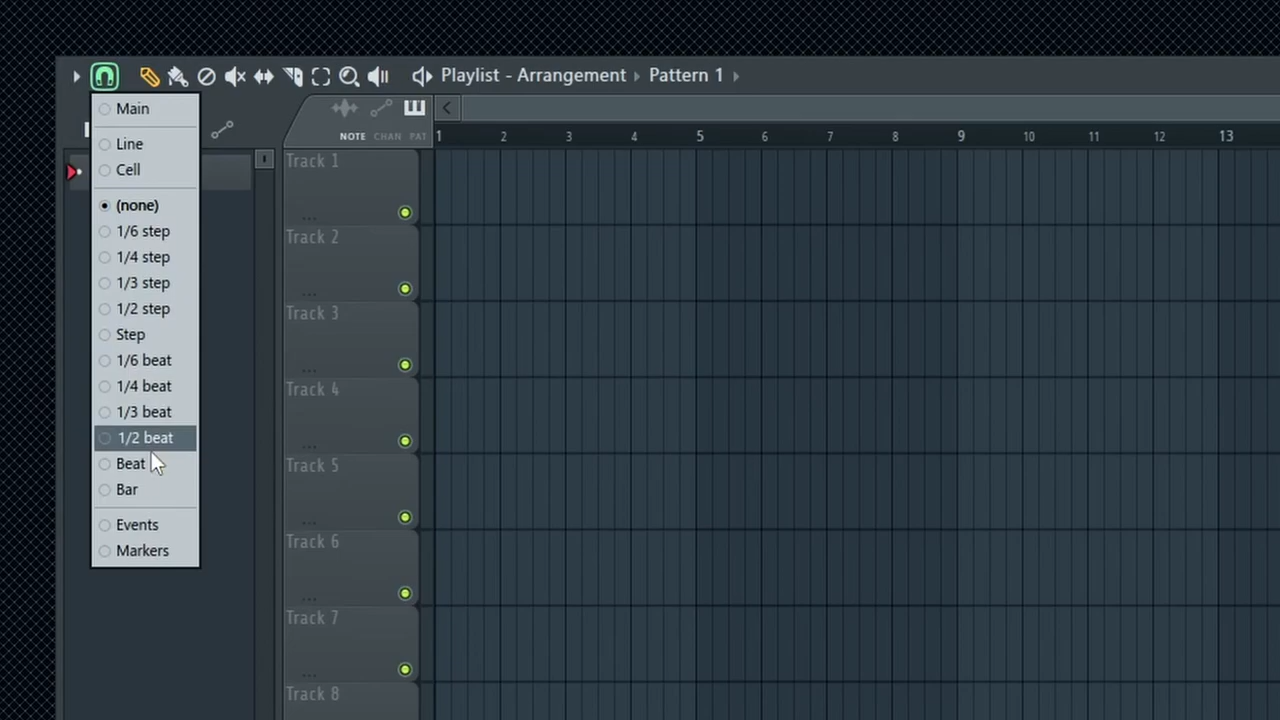 Playlist - Arrangement Pattern 1
Main
Line
Cell
(none)
1/6 step
1/4 step
1/3 step
1/2 step
Step
1/6 beat
1/4 beat
1/3 beat
1/2 beat
Beat
Bar
Events
Markers
NOTE CHAN PAT
1 2 3 4 5 6 7 8 9 10 11 12 13
Track 1
...
Track 2
...
Track 3
...
Track 4
...
Track 5
...
Track 6
...
Track 7
...
Track 8